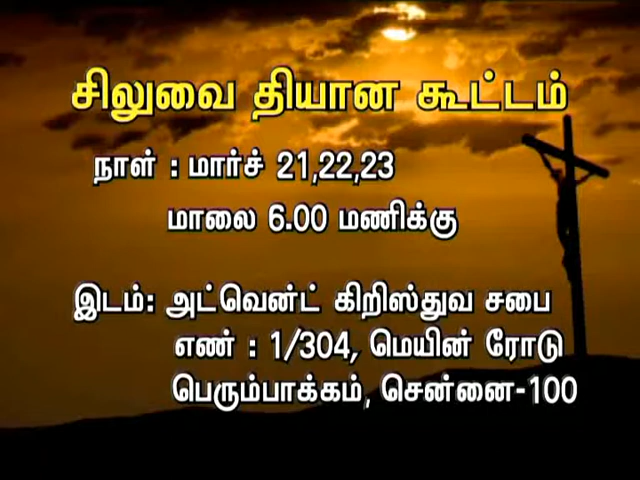 சிலுவை தியான கூட்டம்
நாள் : மார்ச் 21,22,23
மாலை 6.00 மணிக்கு
இடம்: அட்வென்ட் கிறிஸ்துவ சபை
எண் : 1/304, மெயின் ரோடு
பெரும்பாக்கம், சென்னை-100